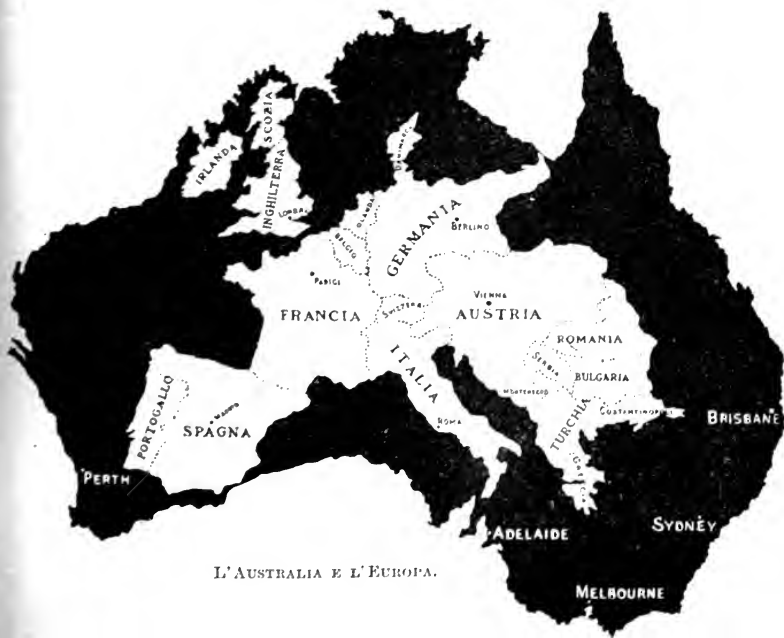 SCOZIA
IRLANDA
INGHILTERRA
LONDRA
DANIMARCA
OLANDA
BELGIO
GERMANIA
BERLINO
PARIGI
FRANCIA
SVIZZERA
VIENNA
AUSTRIA
ITALIA
ROMANIA
SERBIA
BULGARIA
MONTENEGRO
TURCHIA
COSTANTINOPOLI
BRISBANE
PORTOGALLO
MADRID
SPAGNA
ROMA
GRECIA
PERTH
ADELAIDE
SYDNEY
MELBOURNE
L'AUSTRALIA E L'EUROPA.